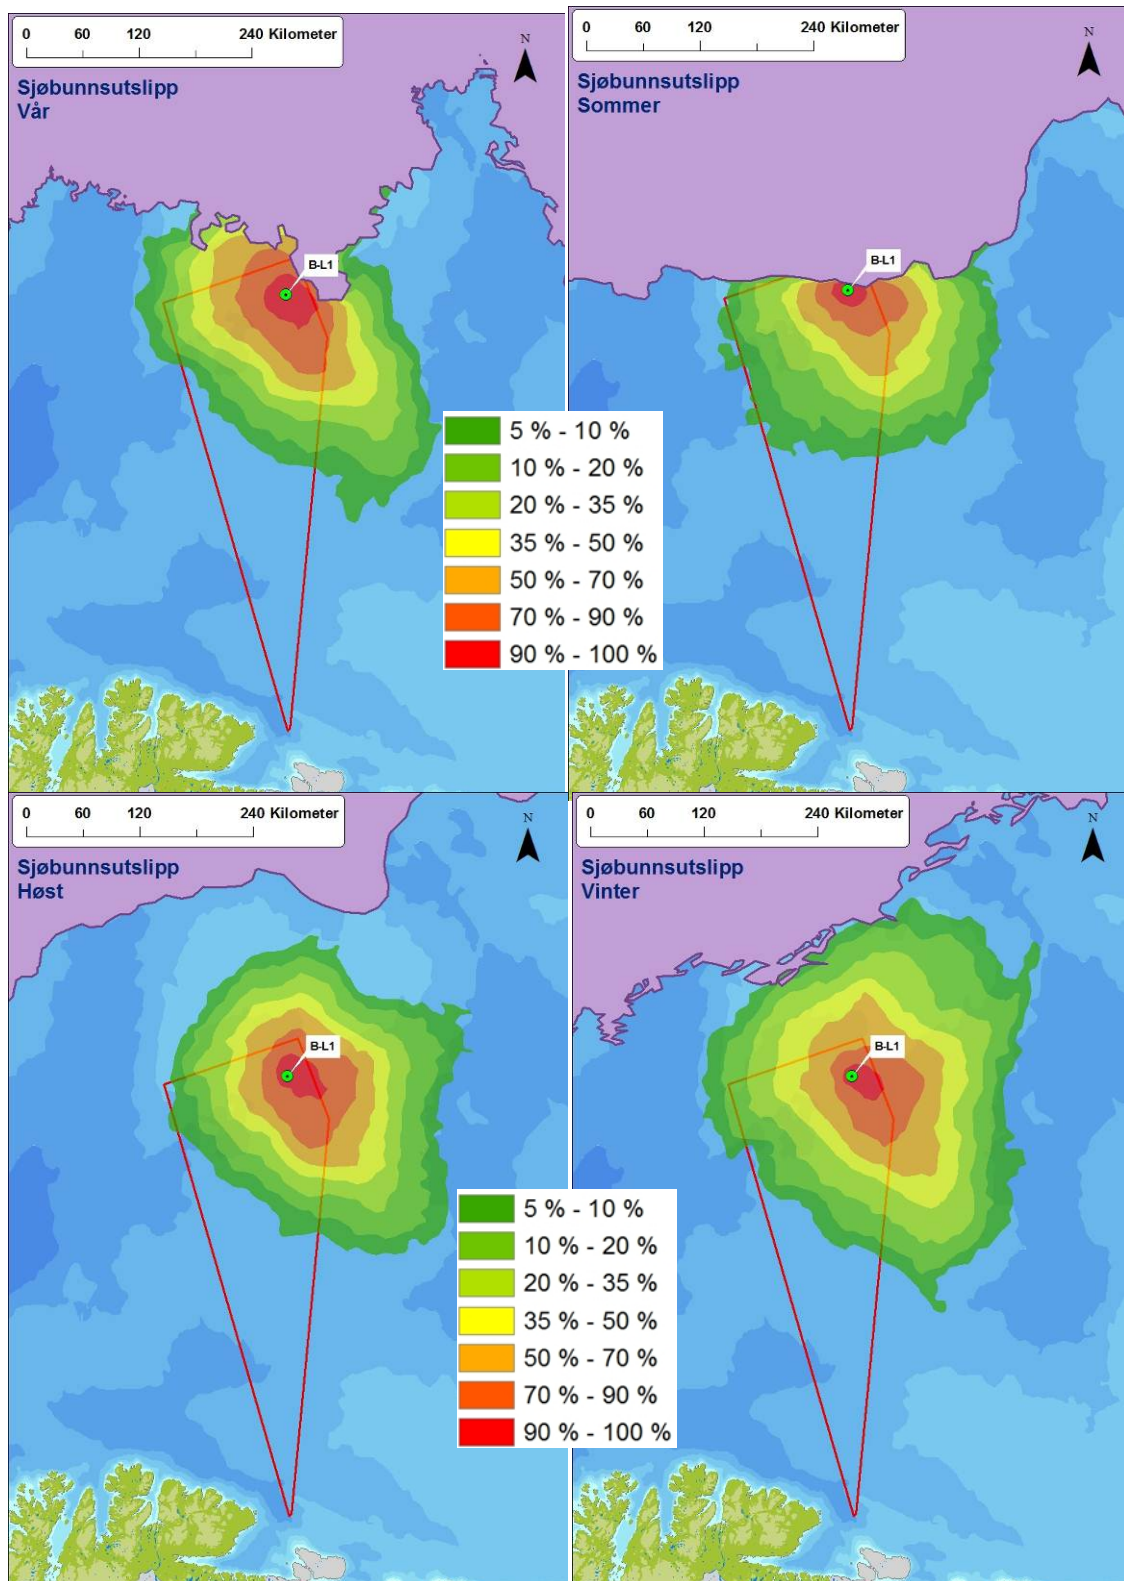 0 60 120 240 Kilometer
N
Sjøbunnsutslipp
Vår
B-L1
0 60 120 240 Kilometer
N
Sjøbunnsutslipp
Sommer
B-L1
5 % - 10 %
10 % - 20 %
20 % - 35 %
35 % - 50 %
50 % - 70 %
70 % - 90 %
90 % - 100 %
0 60 120 240 Kilometer
N
Sjøbunnsutslipp
Høst
B-L1
0 60 120 240 Kilometer
N
Sjøbunnsutslipp
Vinter
B-L1
5 % - 10 %
10 % - 20 %
20 % - 35 %
35 % - 50 %
50 % - 70 %
70 % - 90 %
90 % - 100 %